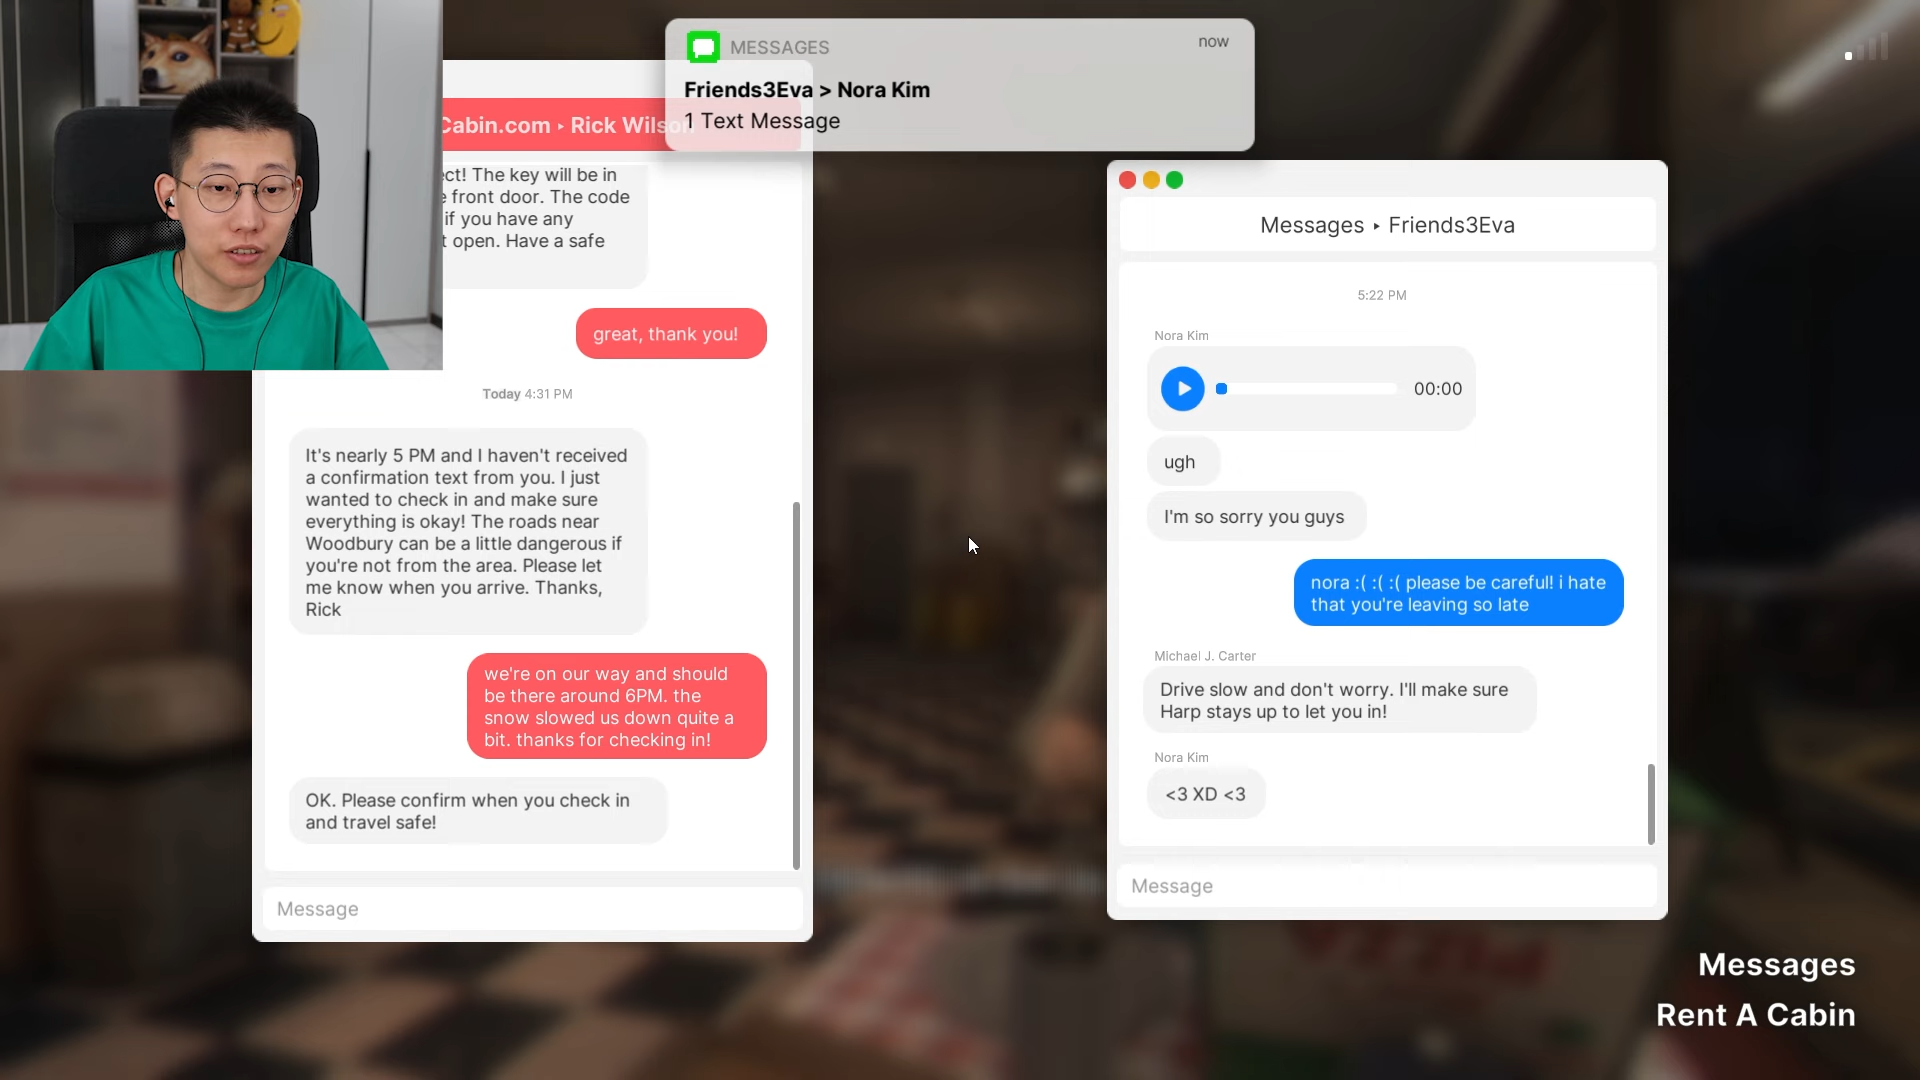 MESSAGES
now
Friends3Eva > Nora Kim
1 Text Message
Cabin.com ▸ Rick Wilson
ect! The key will be in
front door. The code
if you have any
t open. Have a safe
great, thank you!
Today 4:31 PM
It's nearly 5 PM and I haven't received
a confirmation text from you. I just
wanted to check in and make sure
everything is okay! The roads near
Woodbury can be a little dangerous if
you're not from the area. Please let
me know when you arrive. Thanks,
Rick
we're on our way and should
be there around 6PM. the
snow slowed us down quite a
bit. thanks for checking in!
OK. Please confirm when you check in
and travel safe!
Message
Messages ▸ Friends3Eva
5:22 PM
Nora Kim
00:00
ugh
I'm so sorry you guys
nora :( :( :( please be careful! i hate
that you're leaving so late
Michael J. Carter
Drive slow and don't worry. I'll make sure
Harp stays up to let you in!
Nora Kim
<3 XD <3
Message
Messages
Rent A Cabin